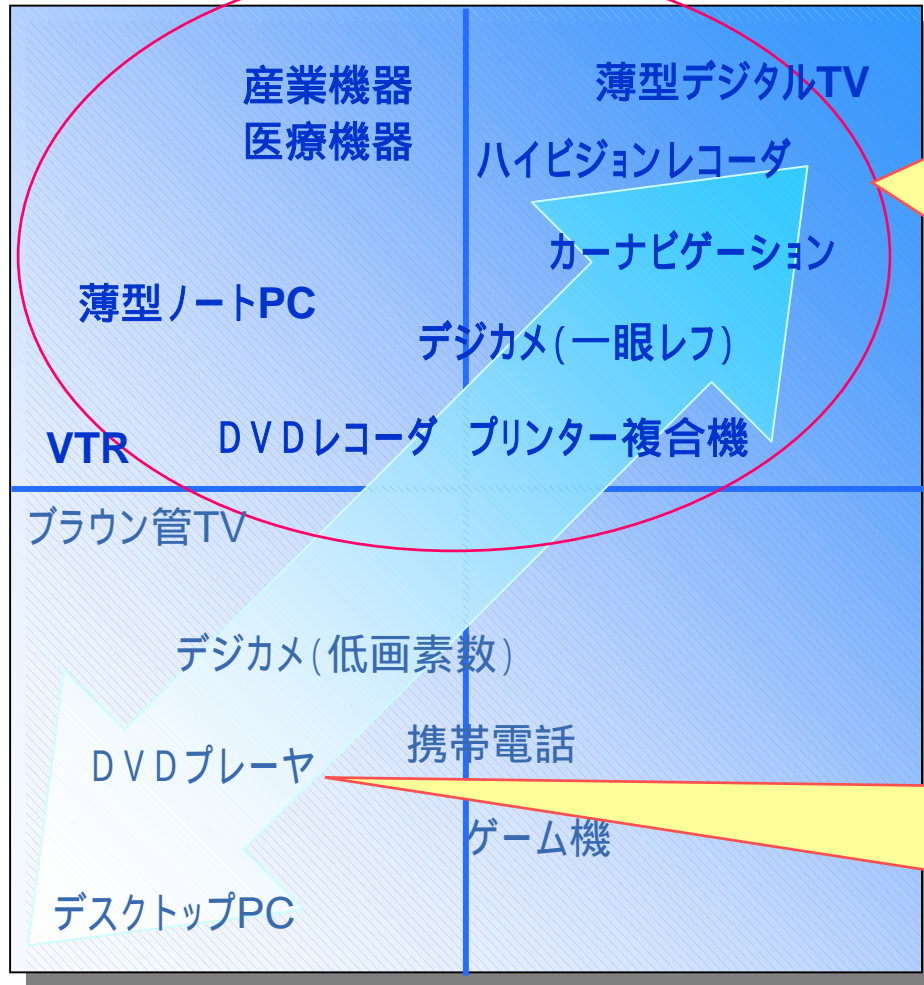 産業機器
医療機器
薄型デジタルTV
ハイビジョンレコーダ
カーナビゲーション
薄型ノートPC
デジカメ(一眼レフ)
VTR
ＤＶＤレコーダ
プリンター複合機
ブラウン管TV
デジカメ(低画素数)
携帯電話
ＤＶＤプレーヤ
ゲーム機
デスクトップPC